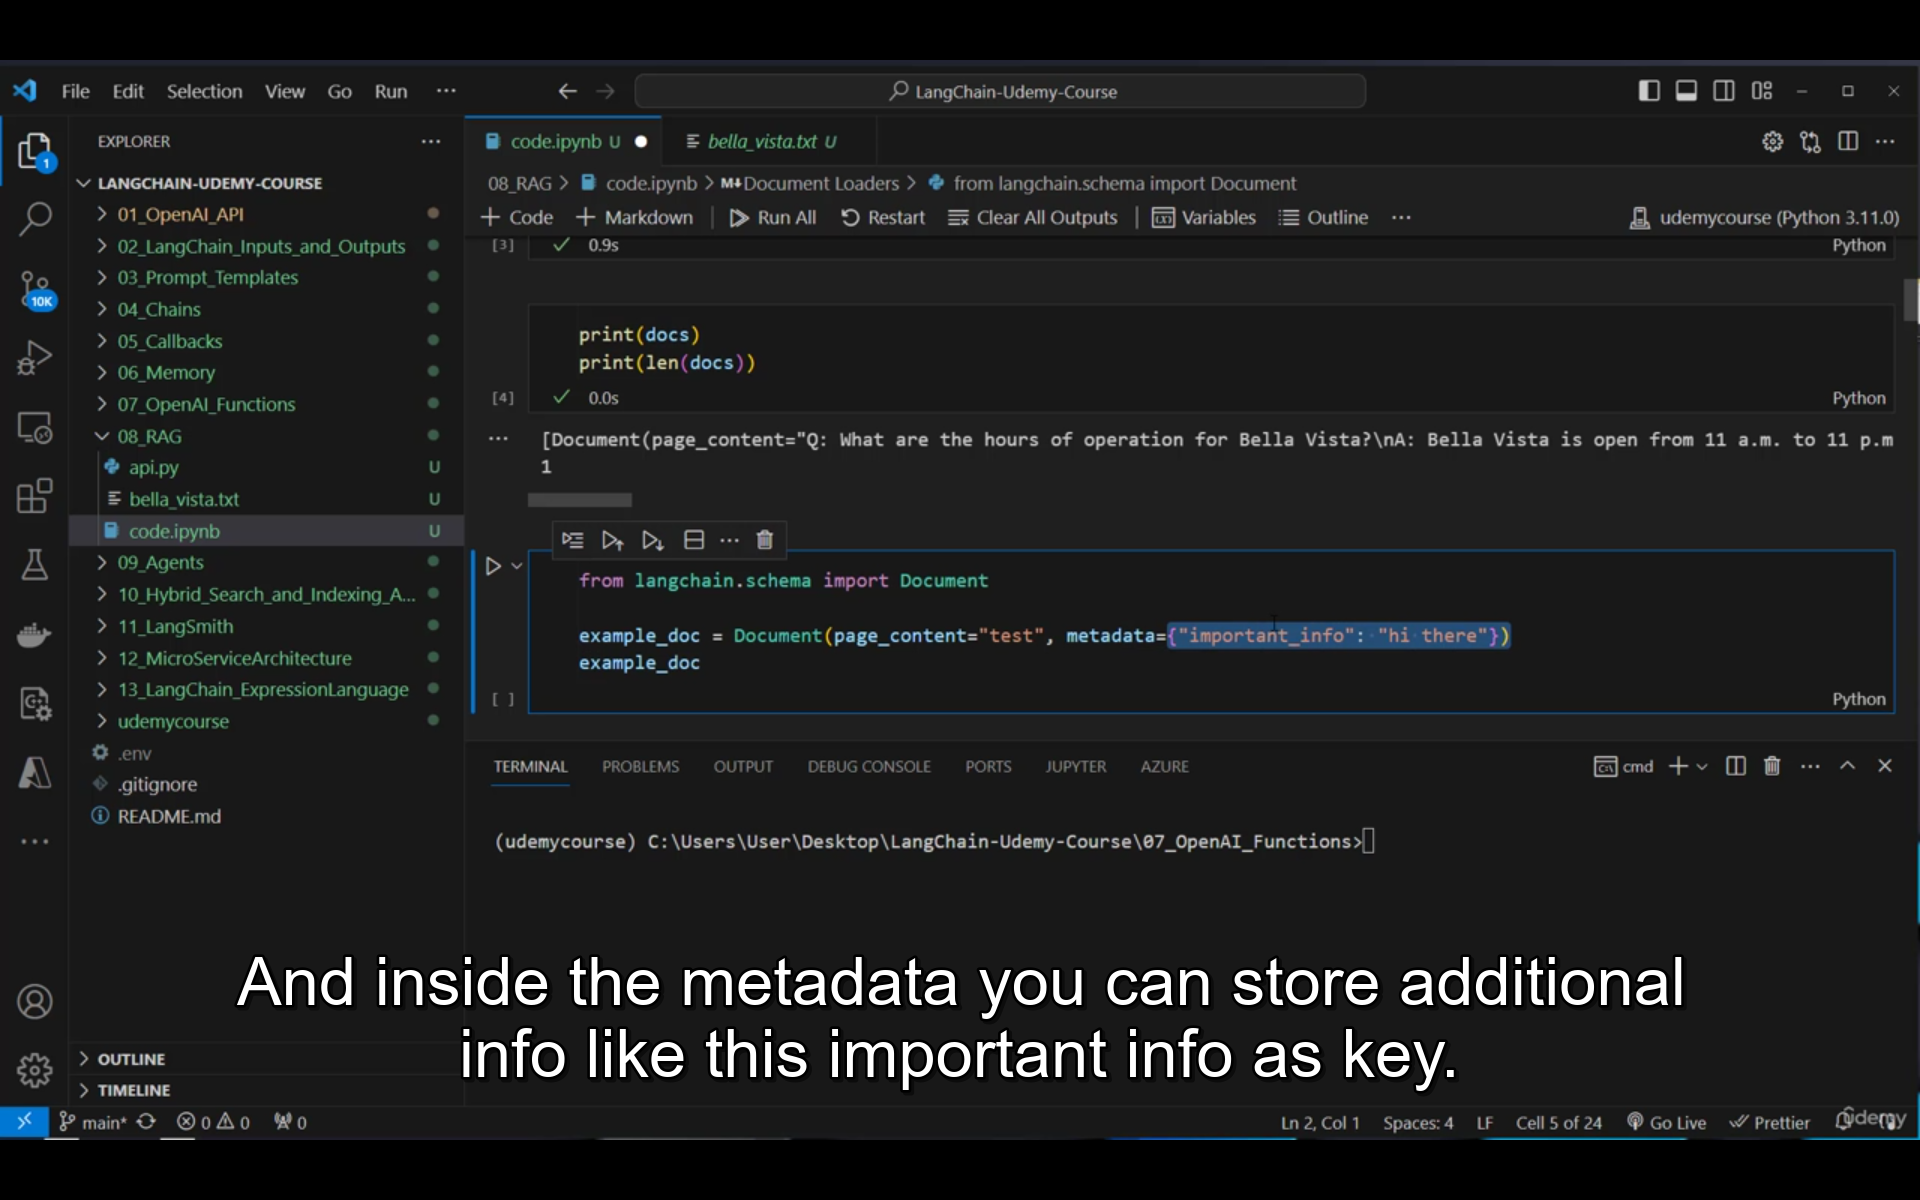 File Edit Selection View Go Run ···
LangChain-Udemy-Course
EXPLORER
code.ipynb U
bella_vista.txt U
1
LANGCHAIN-UDEMY-COURSE
08_RAG > code.ipynb > M↓Document Loaders > from langchain.schema import Document
+ Code + Markdown Run All Restart Clear All Outputs Variables Outline ··· udemycourse (Python 3.11.0)
01_OpenAI_API
02_LangChain_Inputs_and_Outputs
03_Prompt_Templates
04_Chains
05_Callbacks
06_Memory
07_OpenAI_Functions
08_RAG
api.py U
bella_vista.txt U
code.ipynb U
09_Agents
10_Hybrid_Search_and_Indexing_A...
11_LangSmith
12_MicroServiceArchitecture
13_LangChain_ExpressionLanguage
udemycourse
.env
.gitignore
README.md
10K
OUTLINE
TIMELINE
[3] 0.9s Python
print(docs)
print(len(docs))
[4] 0.0s Python
[Document(page_content="Q: What are the hours of operation for Bella Vista?\nA: Bella Vista is open from 11 a.m. to 11 p.m
1
from langchain.schema import Document
example_doc = Document(page_content="test", metadata={"important_info": "hi there"})
example_doc
[ ] Python
TERMINAL PROBLEMS OUTPUT DEBUG CONSOLE PORTS JUPYTER AZURE cmd
(udemycourse) C:\Users\User\Desktop\LangChain-Udemy-Course\07_OpenAI_Functions>
And inside the metadata you can store additional
info like this important info as key.
main* 0 0 0 Ln 2, Col 1 Spaces: 4 LF Cell 5 of 24 Go Live Prettier
Udemy